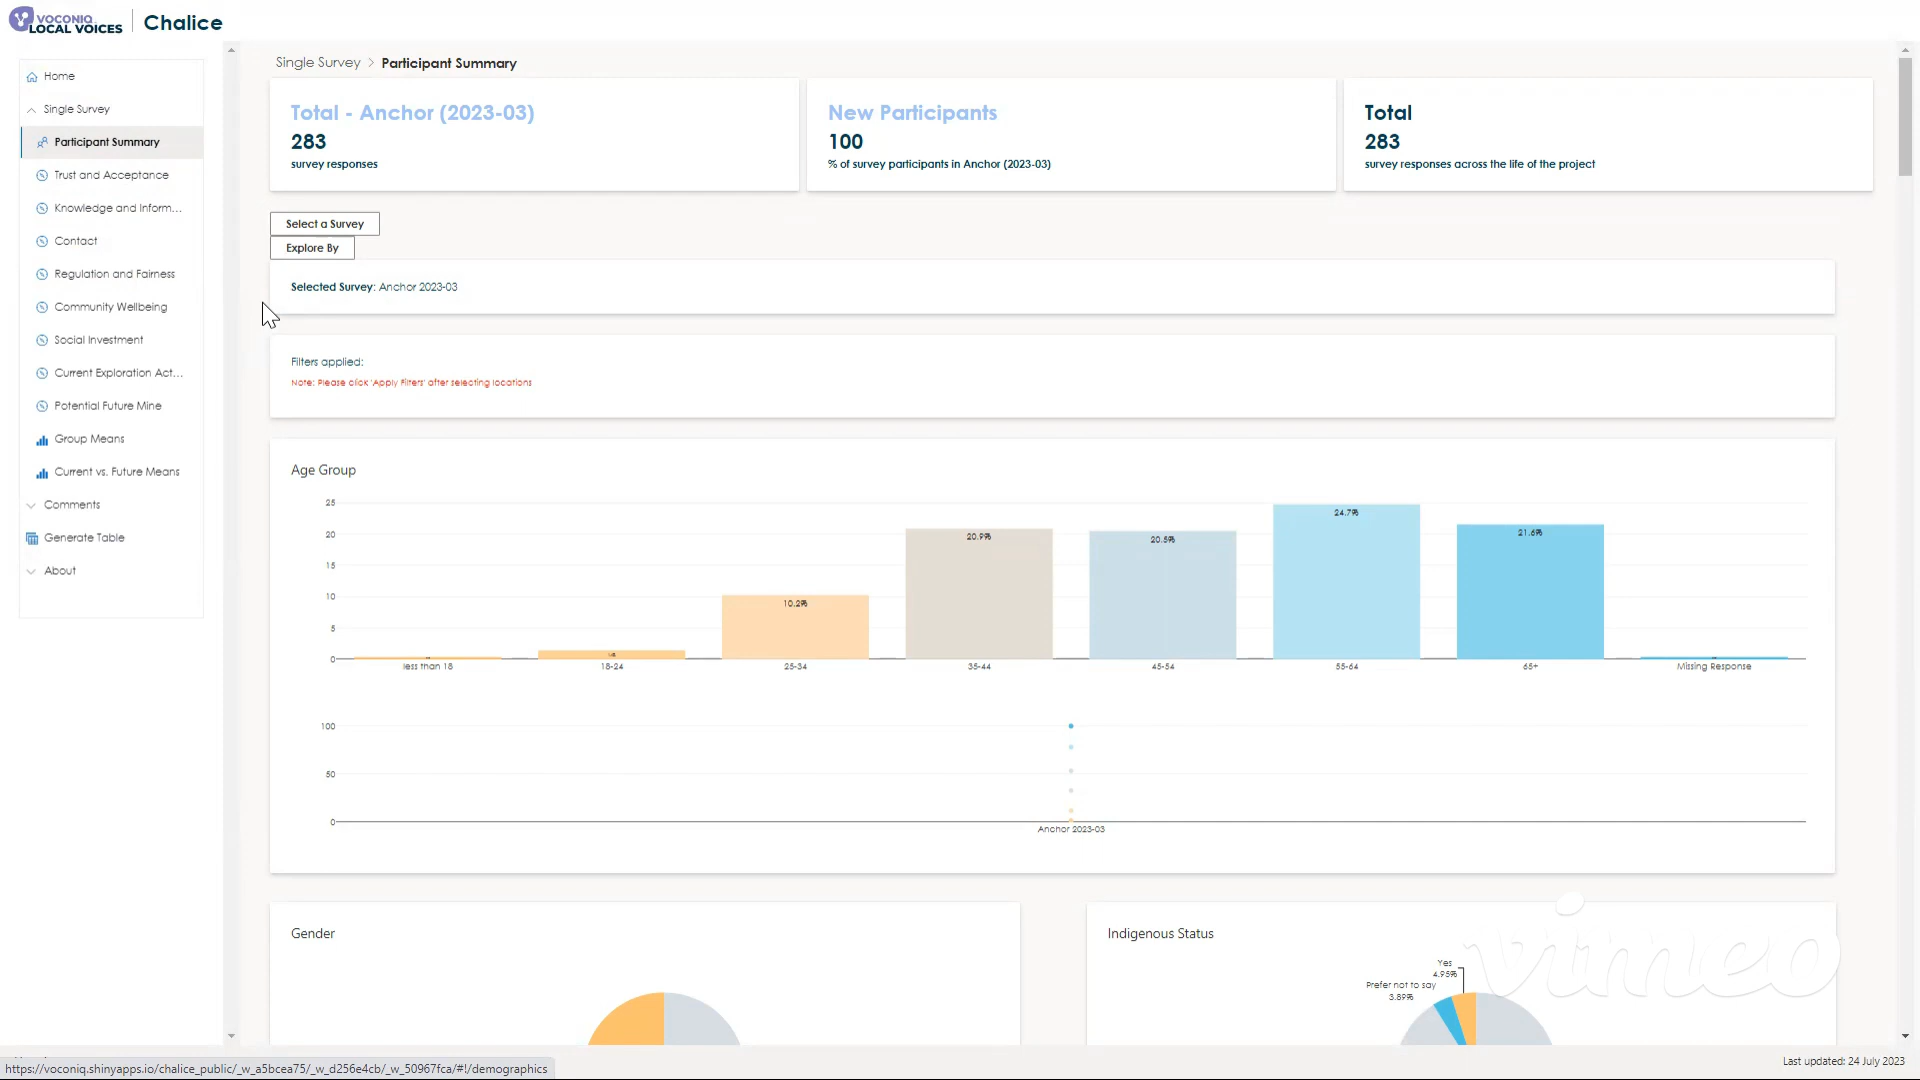 VOCONIQ
LOCAL VOICES
Chalice
Home
Single Survey
Participant Summary
Trust and Acceptance
Knowledge and Inform...
Contact
Regulation and Fairness
Community Wellbeing
Social Investment
Current Exploration Act...
Potential Future Mine
Group Means
Current vs. Future Means
Comments
Generate Table
About
Single Survey > Participant Summary
Total - Anchor (2023-03)
283
survey responses
New Participants
100
% of survey participants in Anchor (2023-03)
Total
283
survey responses across the life of the project
Select a Survey
Explore By
Selected Survey: Anchor 2023-03
Filters applied:
Note: Please click 'Apply Filters' after selecting locations
Age Group
25
20
15
10
5
0
10.2%
20.9%
20.5%
24.7%
21.6%
less than 18
18-24
25-34
35-44
45-54
55-64
65+
Missing Response
100
50
0
Anchor 2023-03
Gender
Indigenous Status
Yes
4.95%
Prefer not to say
3.89%
vimeo
https://voconiq.shinyapps.io/chalice_public/_w_a5bcea75/_w_d256e4cb/_w_50967fca/#!/demographics
Last updated: 24 July 2023